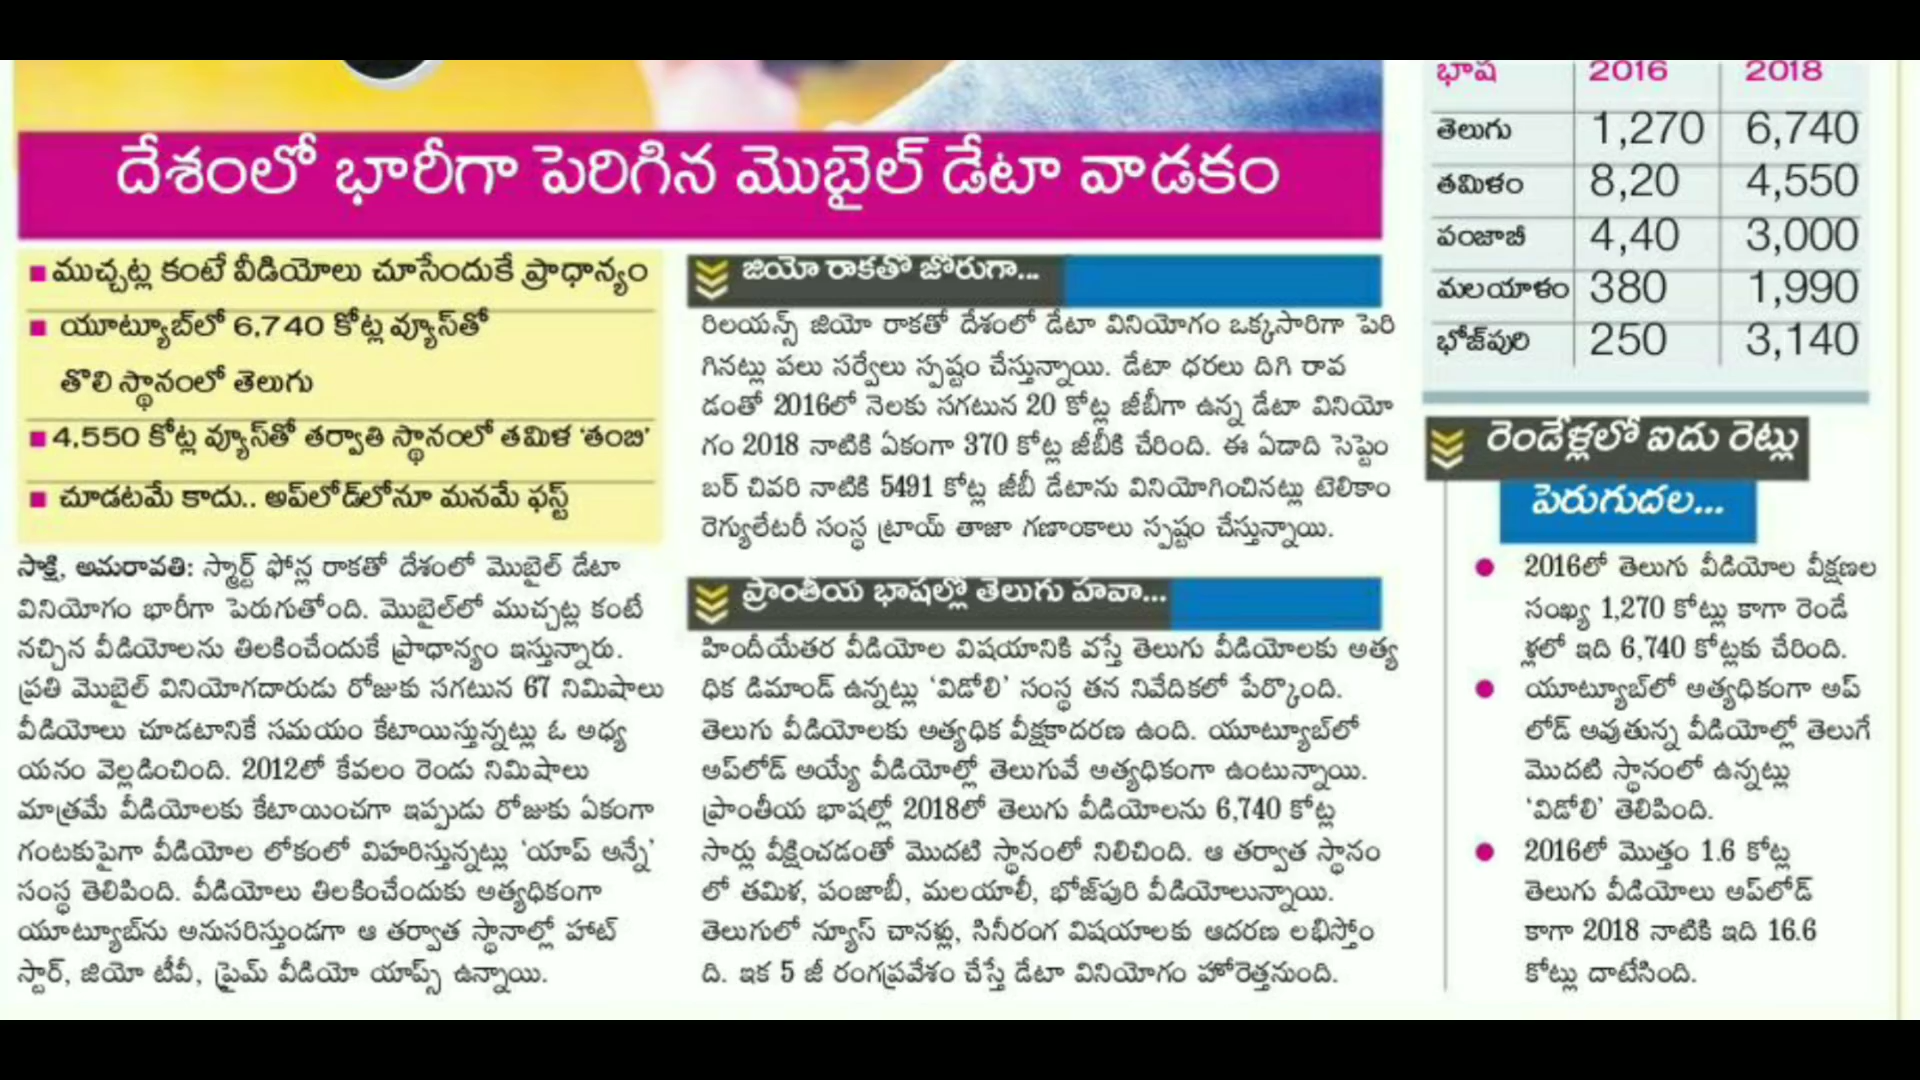 దేశంలో భారీగా పెరిగిన మొబైల్ డేటా వాడకం
■ ముచ్చట్ల కంటే వీడియోలు చూసేందుకే ప్రాధాన్యం
■ యూట్యూబ్‌లో 6,740 కోట్ల వ్యూస్‌తో
తొలి స్థానంలో తెలుగు
■ 4,550 కోట్ల వ్యూస్‌తో తర్వాతి స్థానంలో తమిళ ‘తంబి’
■ చూడటమే కాదు.. అప్‌లోడ్‌లోనూ మనమే ఫస్ట్
సాక్షి, అమరావతి: స్మార్ట్ ఫోన్ల రాకతో దేశంలో మొబైల్ డేటా
వినియోగం భారీగా పెరుగుతోంది. మొబైల్‌లో ముచ్చట్ల కంటే
నచ్చిన వీడియోలను తిలకించేందుకే ప్రాధాన్యం ఇస్తున్నారు.
ప్రతి మొబైల్ వినియోగదారుడు రోజుకు సగటున 67 నిమిషాలు
వీడియోలు చూడటానికే సమయం కేటాయిస్తున్నట్లు ఓ అధ్య
యనం వెల్లడించింది. 2012లో కేవలం రెండు నిమిషాలు
మాత్రమే వీడియోలకు కేటాయించగా ఇప్పుడు రోజుకు ఏకంగా
గంటకుపైగా వీడియోల లోకంలో విహరిస్తున్నట్లు ‘యాప్ అన్నే’
సంస్థ తెలిపింది. వీడియోలు తిలకించేందుకు అత్యధికంగా
యూట్యూబ్‌ను అనుసరిస్తుండగా ఆ తర్వాత స్థానాల్లో హాట్
స్టార్, జియో టీవీ, ప్రైమ్ వీడియో యాప్స్ ఉన్నాయి.
జియో రాకతో జోరుగా...
రిలయన్స్ జియో రాకతో దేశంలో డేటా వినియోగం ఒక్కసారిగా పెరి
గినట్లు పలు సర్వేలు స్పష్టం చేస్తున్నాయి. డేటా ధరలు దిగి రావ
డంతో 2016లో నెలకు సగటున 20 కోట్ల జీబీగా ఉన్న డేటా వినియో
గం 2018 నాటికి ఏకంగా 370 కోట్ల జీబీకి చేరింది. ఈ ఏడాది సెప్టెం
బర్ చివరి నాటికి 5491 కోట్ల జీబీ డేటాను వినియోగించినట్లు టెలికాం
రెగ్యులేటరీ సంస్థ ట్రాయ్ తాజా గణాంకాలు స్పష్టం చేస్తున్నాయి.
ప్రాంతీయ భాషల్లో తెలుగు హవా...
హిందీయేతర వీడియోల విషయానికి వస్తే తెలుగు వీడియోలకు అత్య
ధిక డిమాండ్ ఉన్నట్లు ‘విడోలి’ సంస్థ తన నివేదికలో పేర్కొంది.
తెలుగు వీడియోలకు అత్యధిక వీక్షకాదరణ ఉంది. యూట్యూబ్‌లో
అప్‌లోడ్ అయ్యే వీడియోల్లో తెలుగువే అత్యధికంగా ఉంటున్నాయి.
ప్రాంతీయ భాషల్లో 2018లో తెలుగు వీడియోలను 6,740 కోట్ల
సార్లు వీక్షించడంతో మొదటి స్థానంలో నిలిచింది. ఆ తర్వాత స్థానం
లో తమిళ, పంజాబీ, మలయాలీ, భోజ్‌పురి వీడియోలున్నాయి.
తెలుగులో న్యూస్ చానళ్లు, సినీరంగ విషయాలకు ఆదరణ లభిస్తోం
ది. ఇక 5 జీ రంగప్రవేశం చేస్తే డేటా వినియోగం హోరెత్తనుంది.
భాష 2016 2018
తెలుగు 1,270 6,740
తమిళం 8,20 4,550
పంజాబీ 4,40 3,000
మలయాళం 380 1,990
భోజ్‌పురి 250 3,140
రెండేళ్లలో ఐదు రెట్లు
పెరుగుదల...
● 2016లో తెలుగు వీడియోల వీక్షణల
సంఖ్య 1,270 కోట్లు కాగా రెండే
ళ్లలో ఇది 6,740 కోట్లకు చేరింది.
● యూట్యూబ్‌లో అత్యధికంగా అప్
లోడ్ అవుతున్న వీడియోల్లో తెలుగే
మొదటి స్థానంలో ఉన్నట్లు
‘విడోలి’ తెలిపింది.
● 2016లో మొత్తం 1.6 కోట్ల
తెలుగు వీడియోలు అప్‌లోడ్
కాగా 2018 నాటికి ఇది 16.6
కోట్లు దాటేసింది.